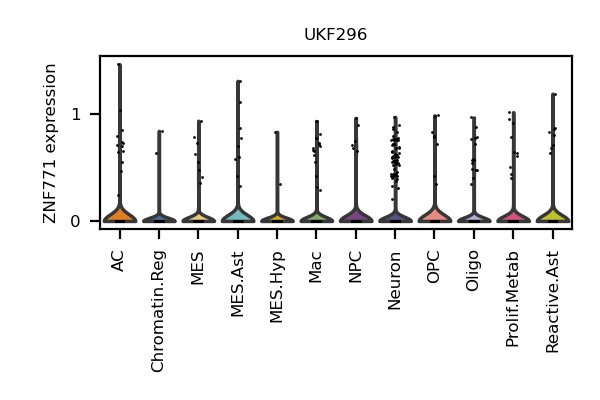 UKF296
ZNF771 expression
1
0
AC
Chromatin.Reg
MES
MES.Ast
MES.Hyp
Mac
NPC
Neuron
OPC
Oligo
Prolif.Metab
Reactive.Ast